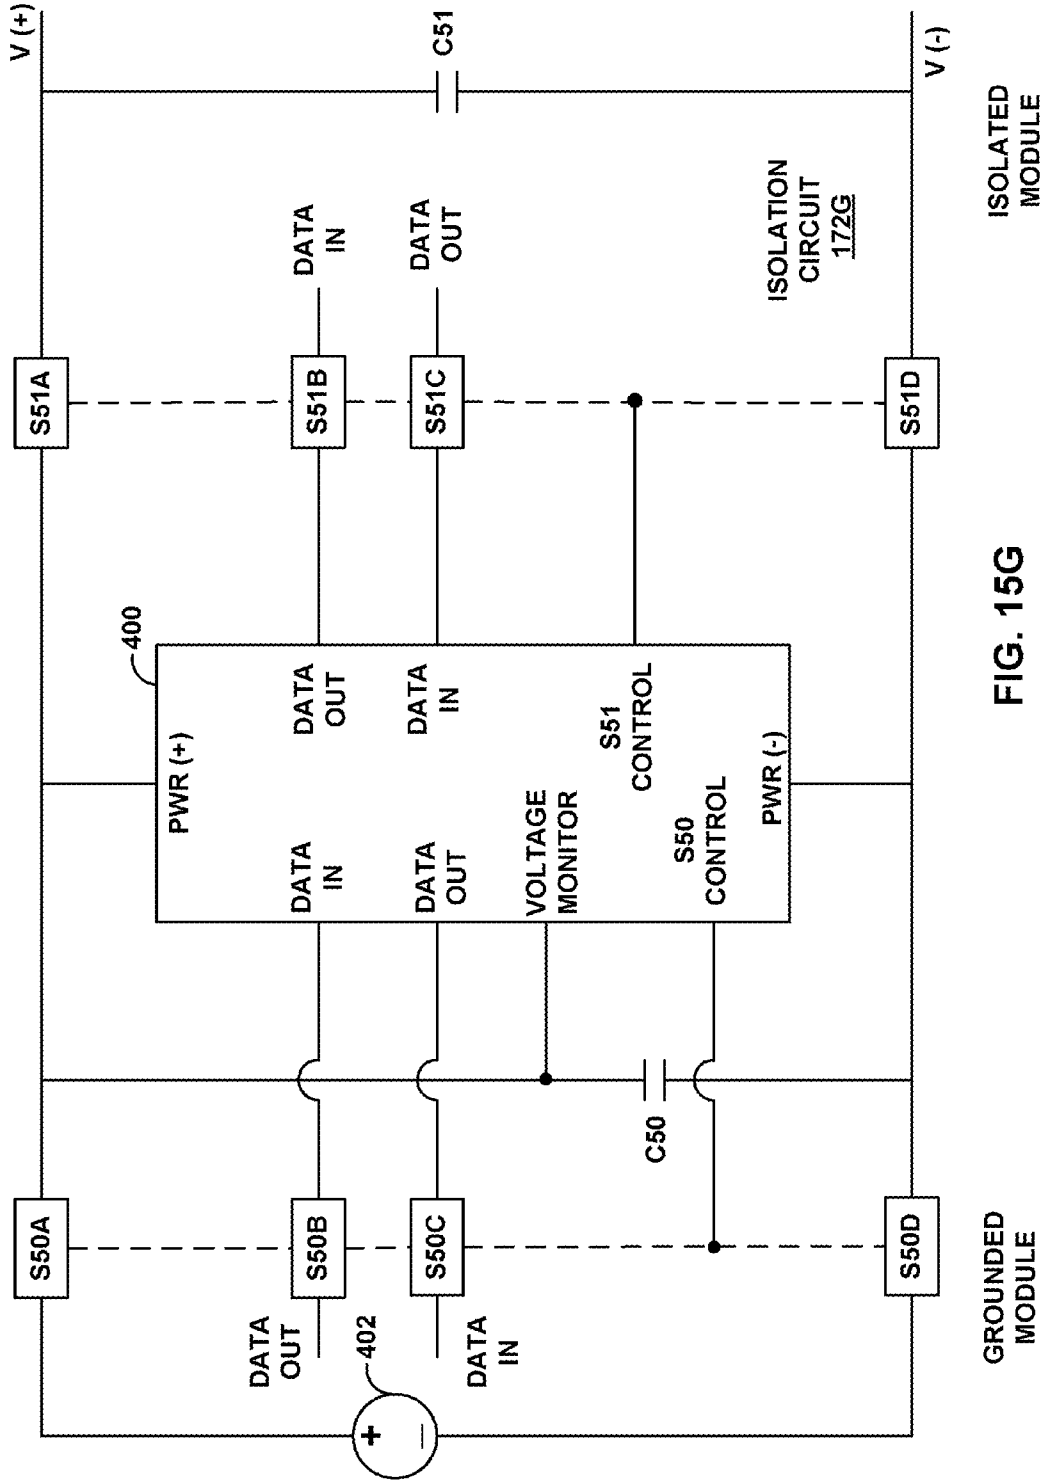 V (+)
S50A
S51A
400
PWR (+)
DATA
OUT
S50B
DATA
IN
DATA
OUT
S51B
DATA
IN
402
+
–
C51
DATA
IN
S50C
DATA
OUT
DATA
IN
S51C
DATA
OUT
VOLTAGE
MONITOR
S51
CONTROL
C50
S50
CONTROL
PWR (-)
ISOLATION
CIRCUIT
172G
S50D
S51D
V (-)
GROUNDED
MODULE
ISOLATED
MODULE
FIG. 15G